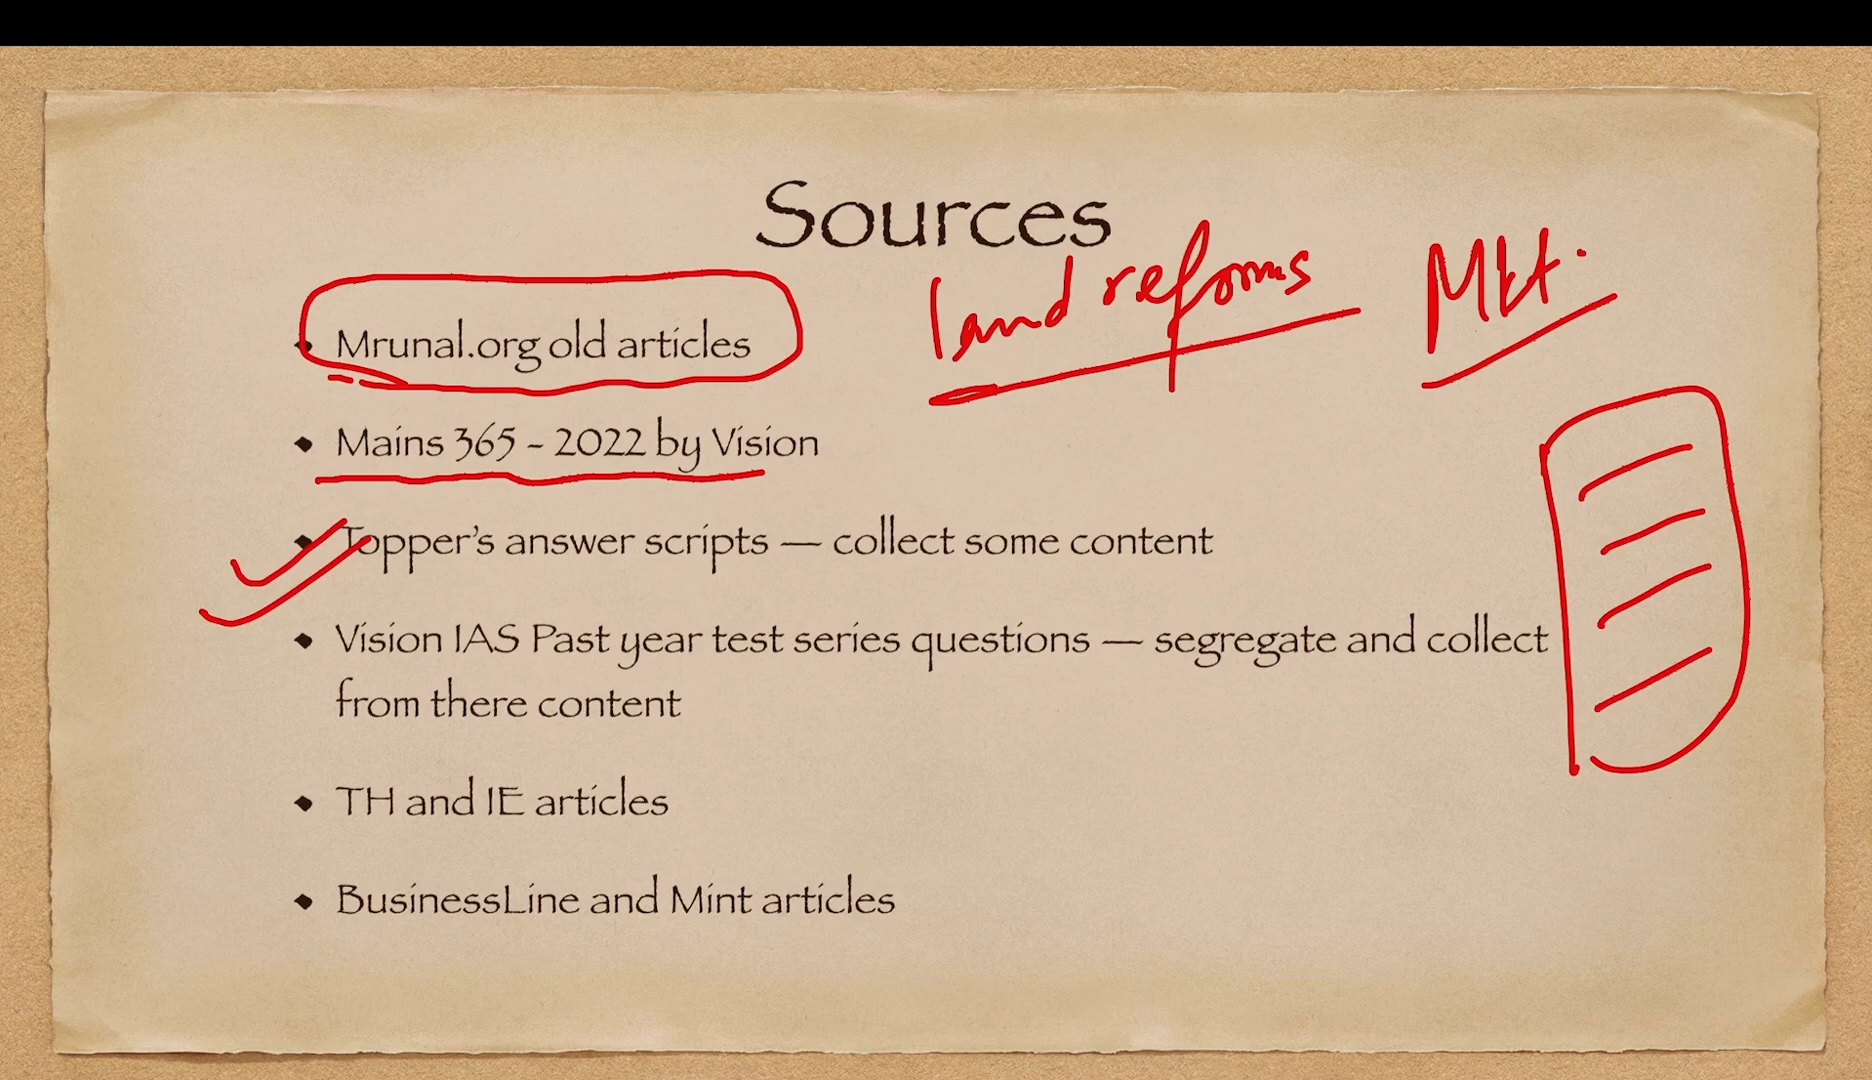 Sources
land reforms
Mkt.
• Mrunal.org old articles
• Mains 365 - 2022 by Vision
• Topper's answer scripts — collect some content
• Vision IAS Past year test series questions — segregate and collect
from there content
• TH and IE articles
• BusinessLine and Mint articles